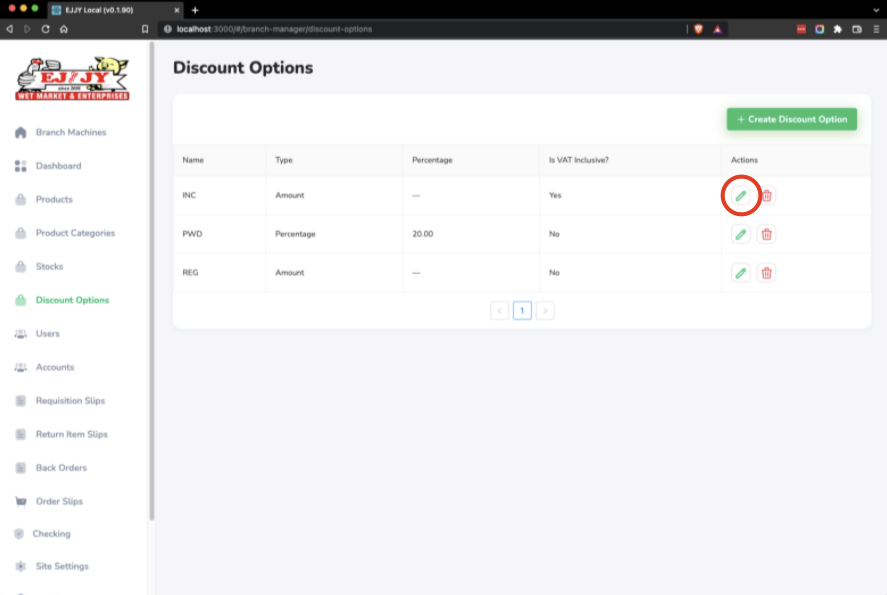 EJJY Local (v0.1.90)
localhost:3000/#/branch-manager/discount-options
EJ JY
since 2000
WET MARKET & ENTERPRISES
Branch Machines
Dashboard
Products
Product Categories
Stocks
Discount Options
Users
Accounts
Requisition Slips
Return Item Slips
Back Orders
Order Slips
Checking
Site Settings
Discount Options
+ Create Discount Option
Name Type Percentage Is VAT Inclusive? Actions
INC Amount — Yes
PWD Percentage 20.00 No
REG Amount — No
< 1 >